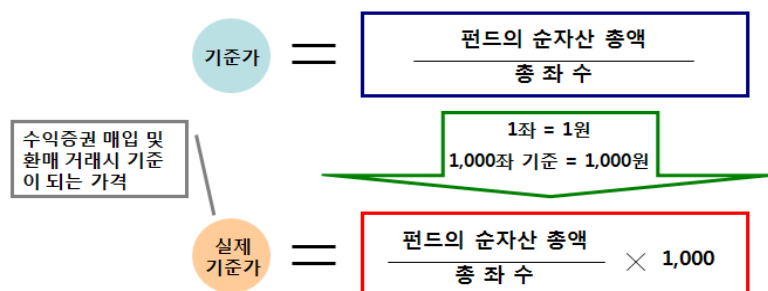 기준가
=
펀드의 순자산 총액
총 좌 수
수익증권 매입 및
환매 거래시 기준
이 되는 가격
1좌 = 1원
1,000좌 기준 = 1,000원
실제
기준가
=
펀드의 순자산 총액
총 좌 수
× 1,000